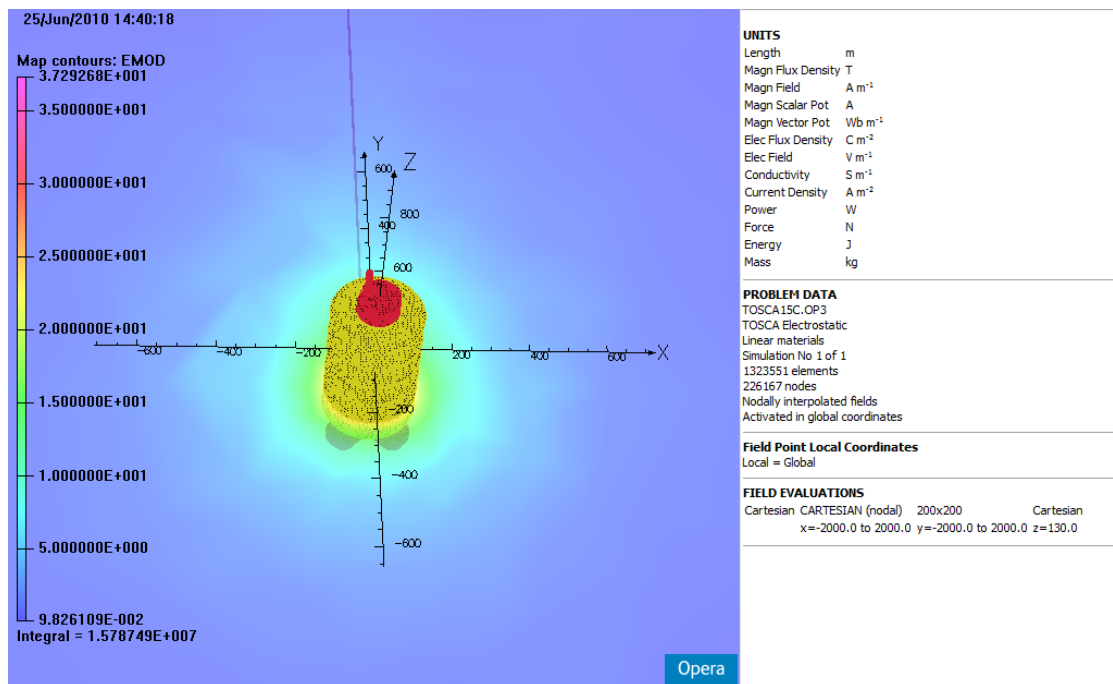 25/Jun/2010 14:40:18
Map contours: EMOD
3.729268E+001
3.500000E+001
3.000000E+001
2.500000E+001
2.000000E+001
1.500000E+001
1.000000E+001
5.000000E+000
9.826109E-002
Integral = 1.578749E+007
Y
Z
600
800
400
600
-600
-400
-200
200
400
600
X
-200
-400
-600
Opera
UNITS
Length m
Magn Flux Density T
Magn Field A m⁻¹
Magn Scalar Pot A
Magn Vector Pot Wb m⁻¹
Elec Flux Density C m⁻²
Elec Field V m⁻¹
Conductivity S m⁻¹
Current Density A m⁻²
Power W
Force N
Energy J
Mass kg
PROBLEM DATA
TOSCA15C.OP3
TOSCA Electrostatic
Linear materials
Simulation No 1 of 1
1323551 elements
226167 nodes
Nodally interpolated fields
Activated in global coordinates
Field Point Local Coordinates
Local = Global
FIELD EVALUATIONS
Cartesian CARTESIAN (nodal) 200x200 Cartesian
x=-2000.0 to 2000.0 y=-2000.0 to 2000.0 z=130.0